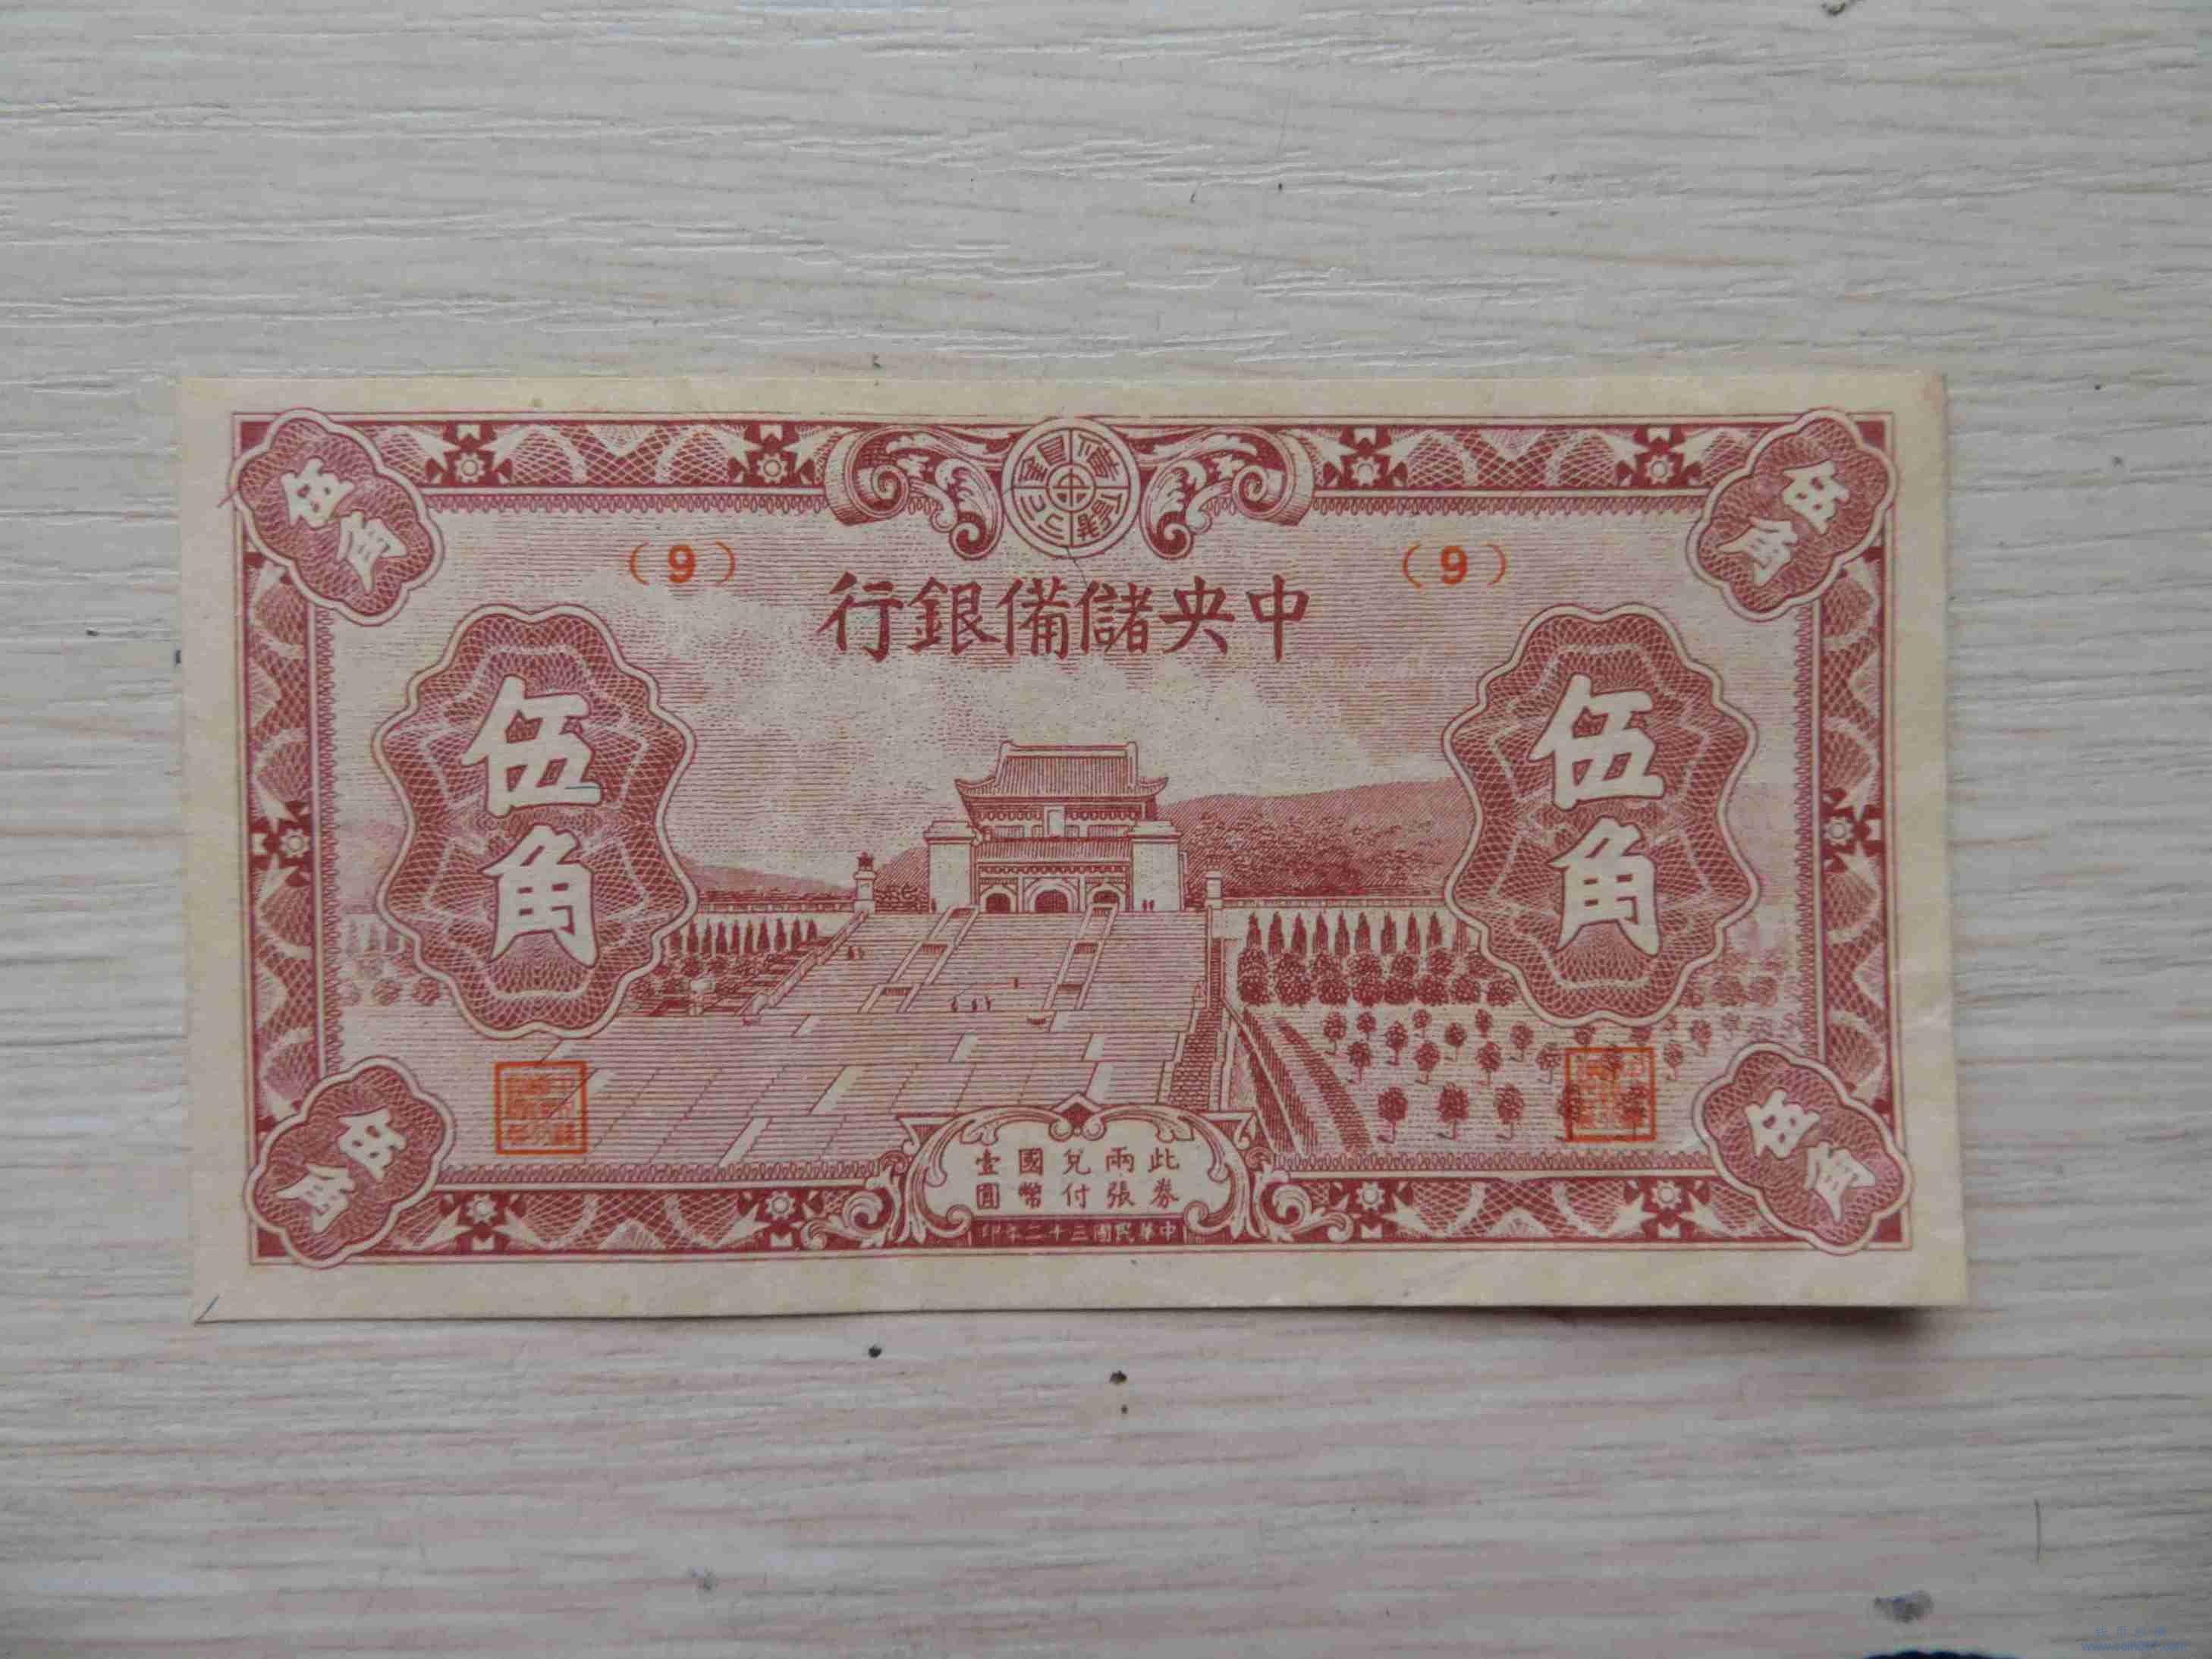 伍角
伍角
（9）
（9）
中央儲備銀行
伍角
伍角
此券兩張兌付國幣壹圓
中華民國三十二年印
伍角
伍角